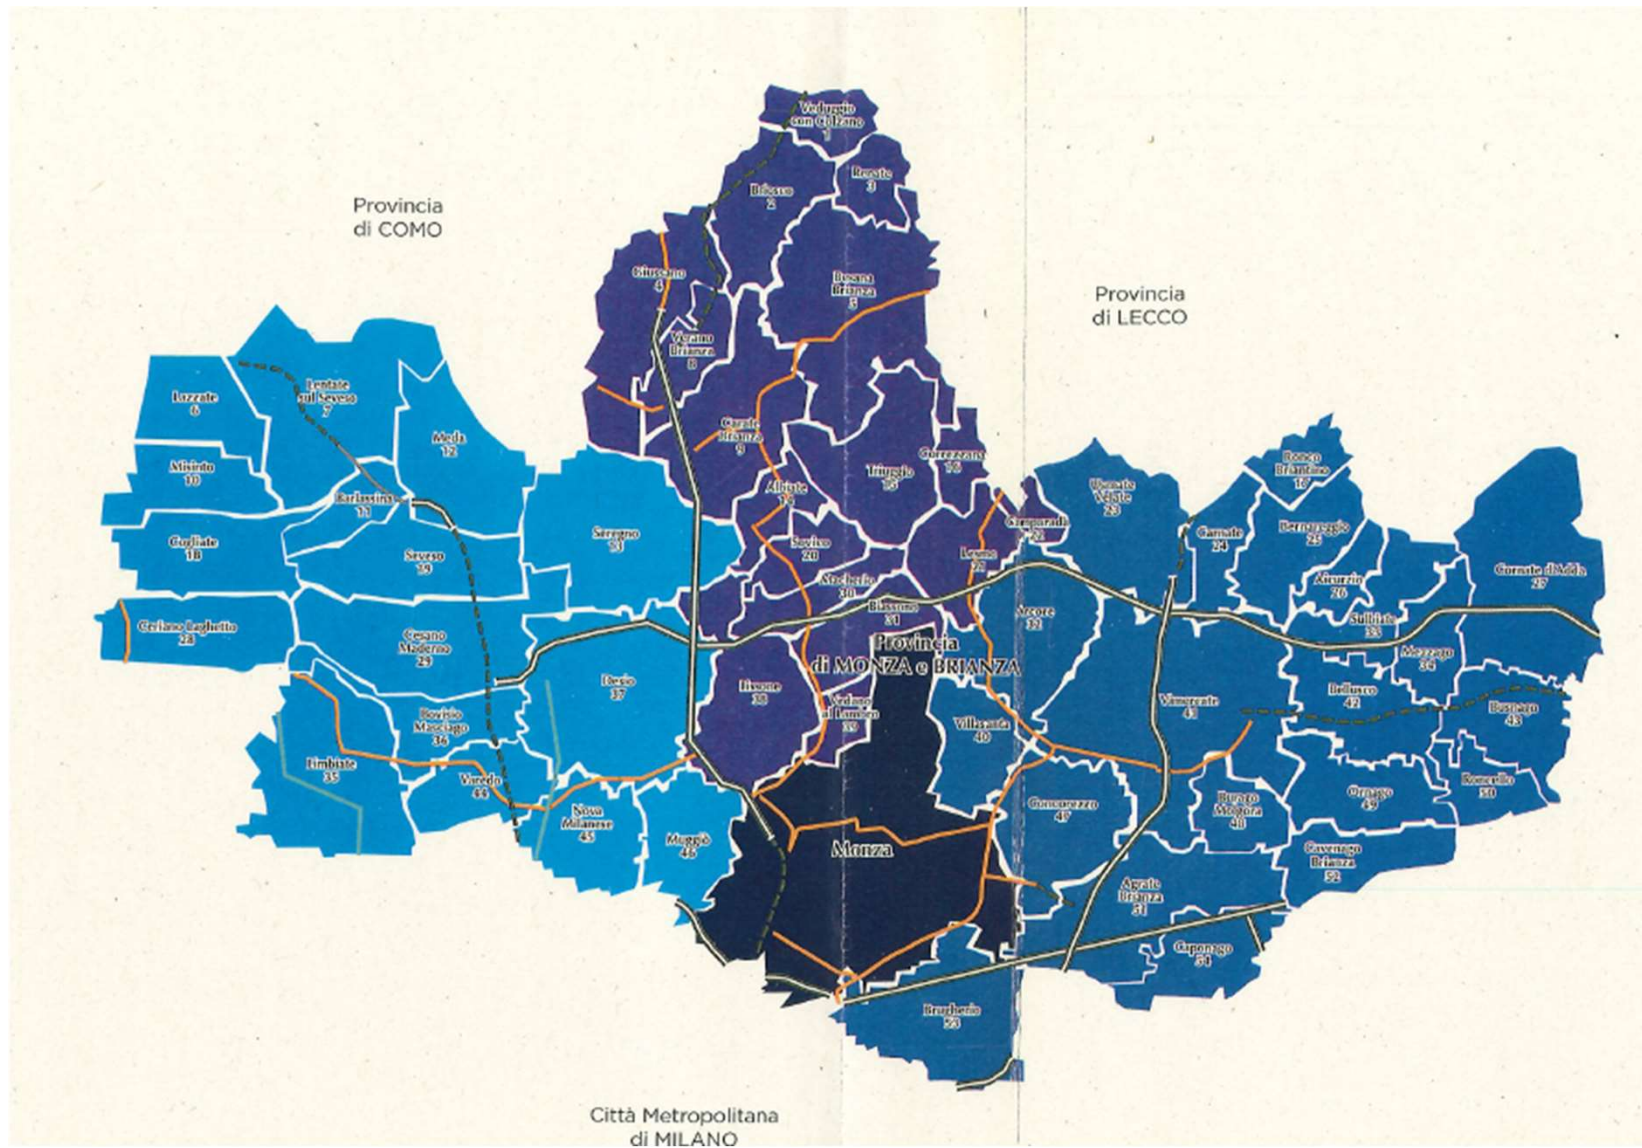 Veduggio
con Colzano
1
Briosco
2
Renate
3
Provincia
di COMO
Giussano
4
Besana
Brianza
5
Provincia
di LECCO
Verano
Brianza
8
Lazzate
6
Lentate
sul Seveso
7
Meda
12
Carate
Brianza
9
Misinto
10
Barlassina
11
Albiate
14
Triuggio
15
Correzzana
16
Ronco
Briantino
17
Usmate
Velate
23
Camparada
22
Cogliate
18
Seveso
19
Seregno
13
Sovico
20
Lesmo
21
Carnate
24
Bernareggio
25
Aicurzio
26
Cornate d'Adda
27
Macherio
30
Biassono
31
Arcore
32
Sulbiate
33
Mezzago
34
Ceriano Laghetto
28
Cesano
Maderno
29
Provincia
di MONZA e BRIANZA
Desio
37
Lissone
38
Vedano
al Lambro
39
Villasanta
40
Vimercate
41
Bellusco
42
Busnago
43
Bovisio
Masciago
36
Limbiate
35
Varedo
44
Nova
Milanese
45
Muggiò
46
Monza
Concorezzo
47
Burago
Molgora
48
Ornago
49
Roncello
50
Cavenago
Brianza
52
Agrate
Brianza
51
Caponago
54
Brugherio
53
Città Metropolitana
di MILANO